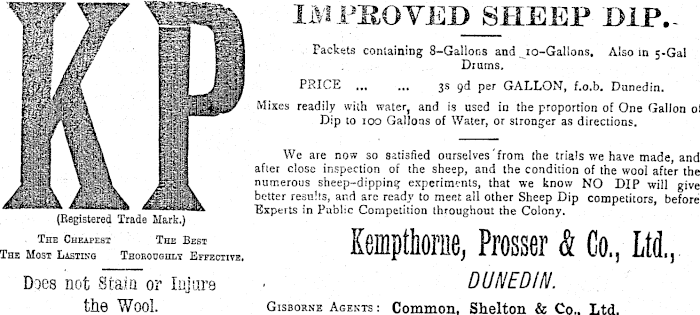 KP
(Registered Trade Mark.)
THE CHEAPEST THE BEST
THE MOST LASTING THOROUGHLY EFFECTIVE.
Does not Stain or Injure
the Wool.
IMPROVED SHEEP DIP.
Packets containing 8-Gallons and 10-Gallons. Also in 5-Gal
Drums.
PRICE ... ... 3s 9d per GALLON, f.o.b. Dunedin.
Mixes readily with water, and is used in the proportion of One Gallon of
Dip to 100 Gallons of Water, or stronger as directions.
We are now so satisfied ourselves from the trials we have made, and
after close inspection of the sheep, and the condition of the wool after the
numerous sheep-dipping experiments, that we know NO DIP will give
better results, and are ready to meet all other Sheep Dip competitors, before
Experts in Public Competition throughout the Colony.
Kempthorne, Prosser & Co., Ltd.,
DUNEDIN.
GISBORNE AGENTS: Common, Shelton & Co., Ltd.